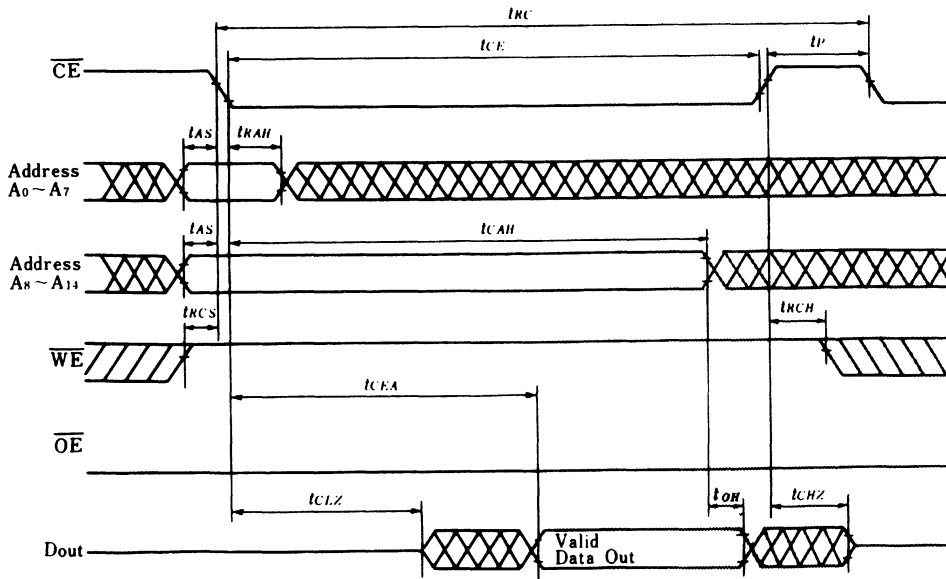 tRC
tCE
tP
CE
tAS
tRAH
Address
A0~A7
tAS
tCAH
Address
A8~A14
tRCS
tRCH
WE
tCEA
OE
tCLZ
tOH
tCHZ
Dout
Valid
Data Out